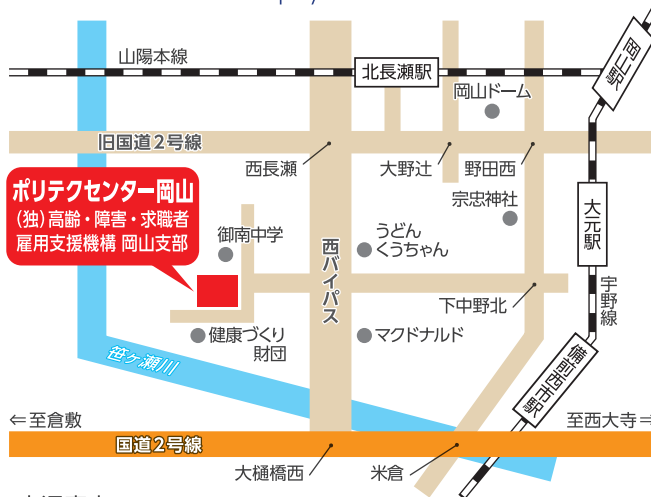 山陽本線
北長瀬駅
岡山駅
岡山ドーム
旧国道2号線
西長瀬
大野辻
野田西
ポリテクセンター岡山
(独)高齢・障害・求職者
雇用支援機構 岡山支部
宗忠神社
大元駅
御南中学
西バイパス
うどん
くうちゃん
宇野線
下中野北
健康づくり
財団
マクドナルド
笹ヶ瀬川
備前西市駅
⇐至倉敷
至西大寺⇒
国道2号線
大樋橋西
米倉